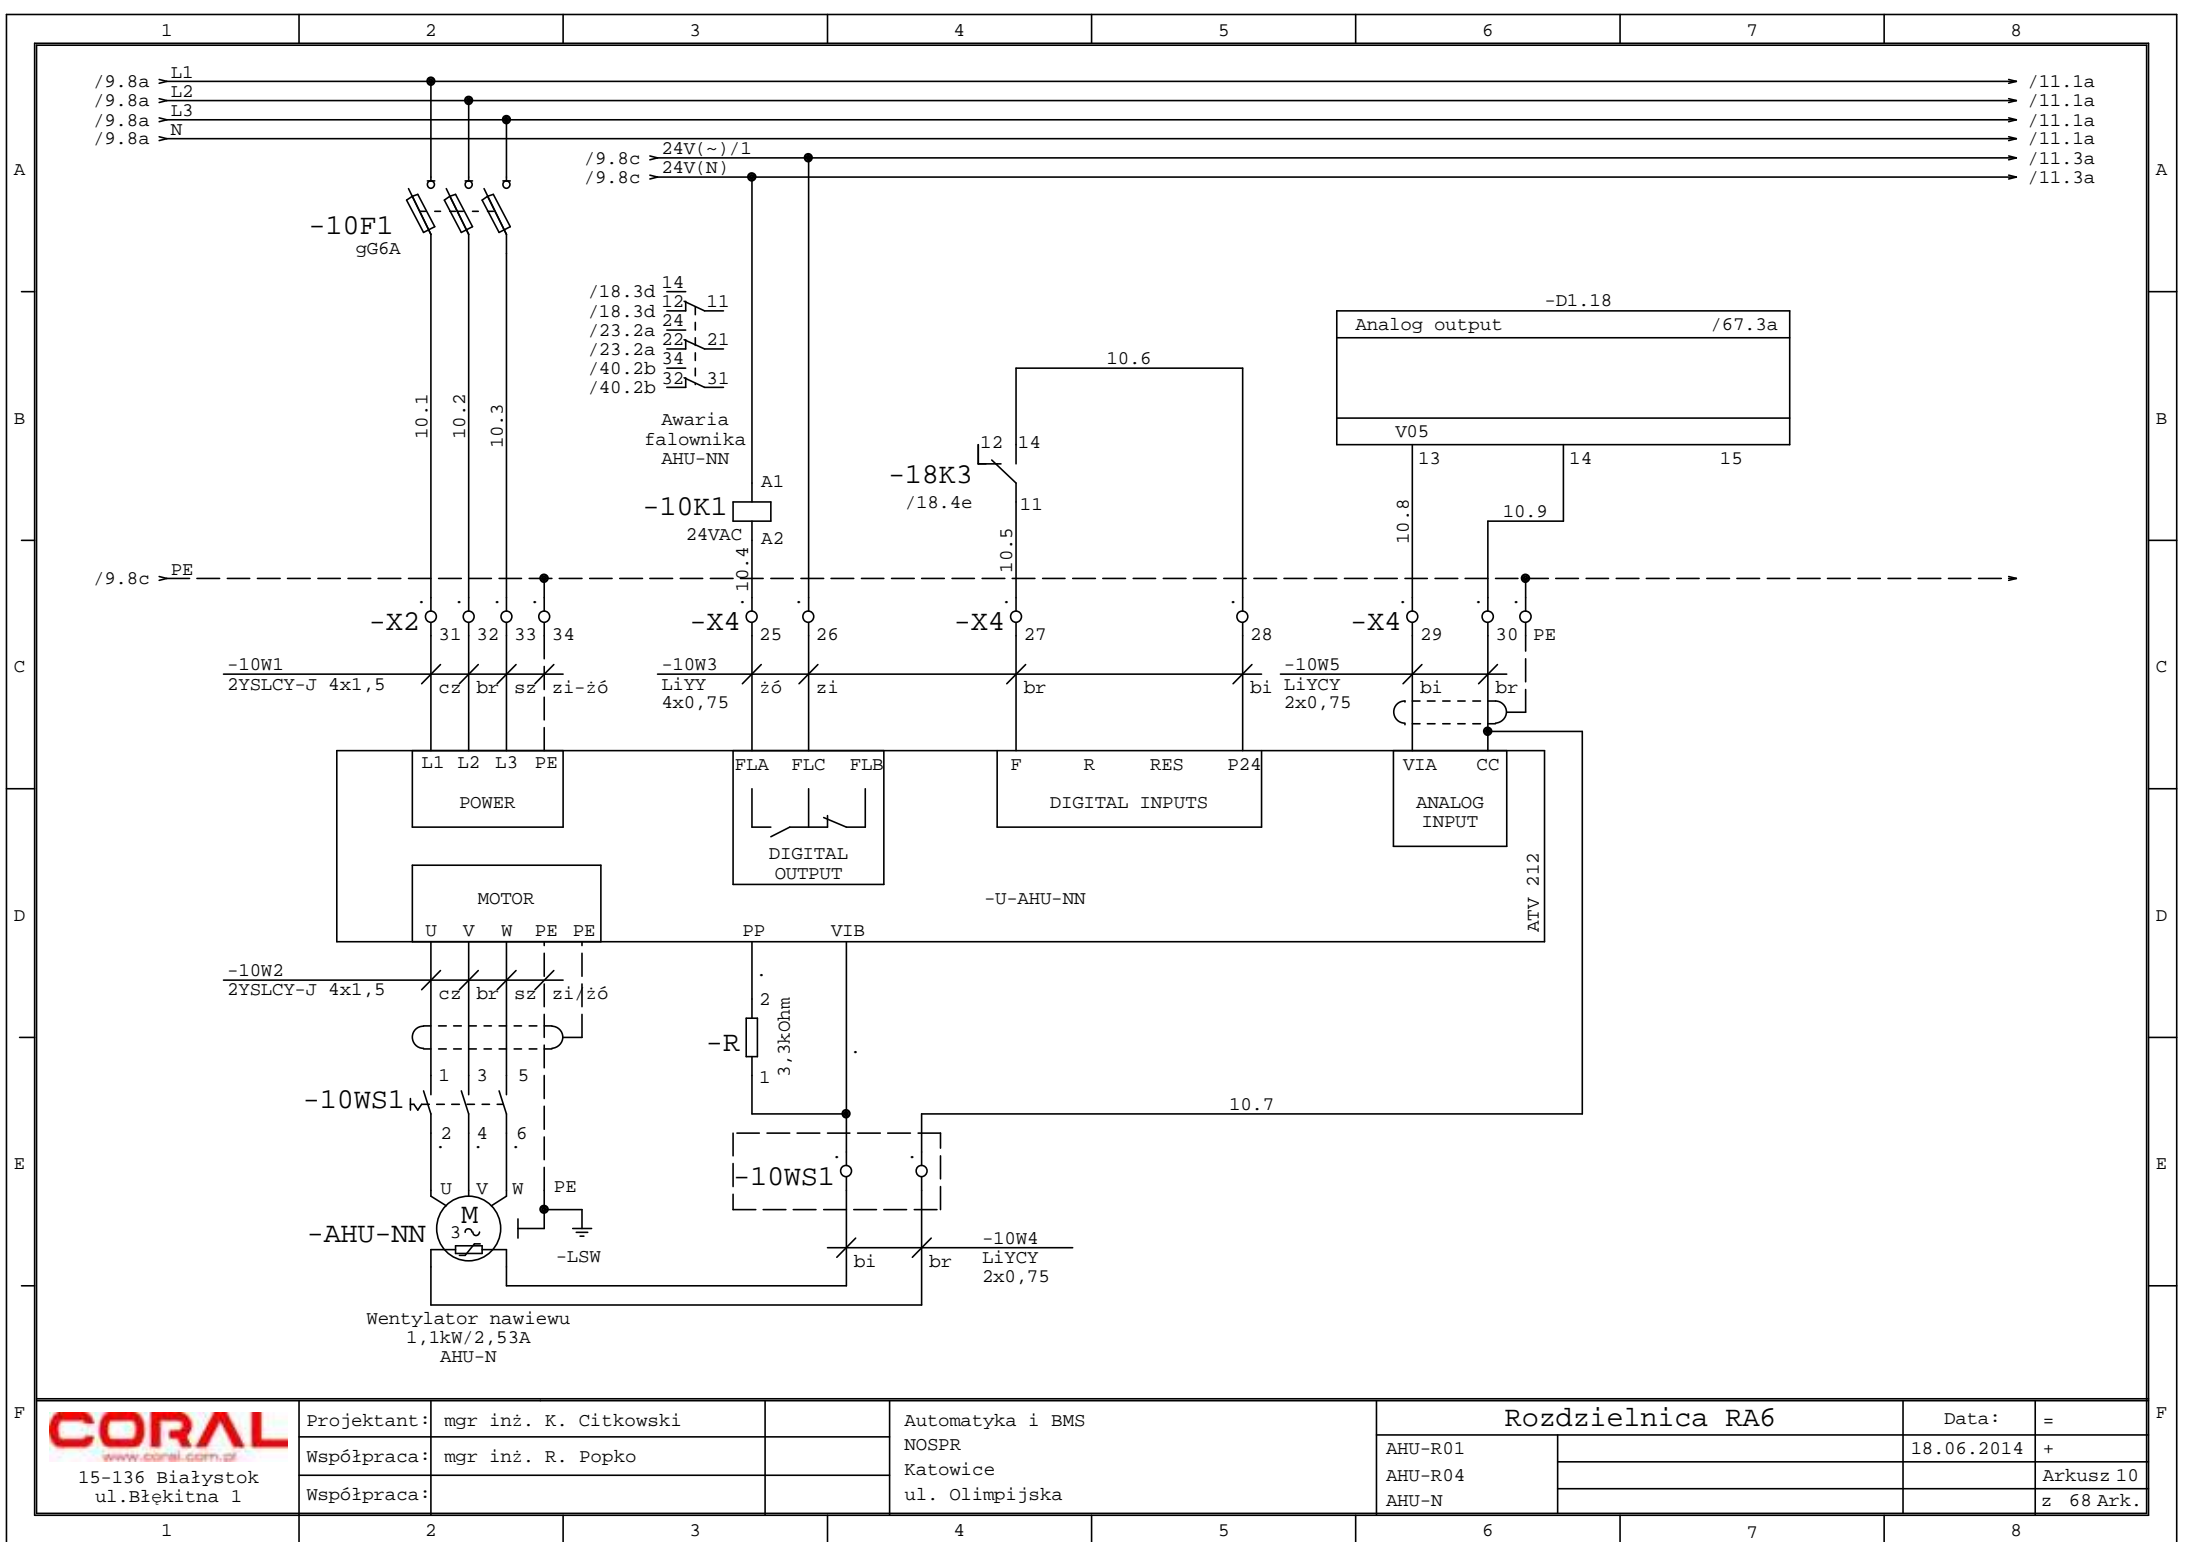 1 2 3 4 5 6 7 8
/9.8a L1 /11.1a
/9.8a L2 /11.1a
/9.8a L3 /11.1a
/9.8a N /11.1a
/9.8c 24V(~)/1 /11.3a
/9.8c 24V(N) /11.3a
A A
-10F1
gG6A
/18.3d 14
/18.3d 12 11
/23.2a 24
/23.2a 22 21
/40.2b 34
/40.2b 32 31
Awaria
falownika
AHU-NN
-D1.18
Analog output /67.3a
V05
13 14 15
10.6
B B
10.1 10.2 10.3
12 14
-18K3
/18.4e
11
A1
-10K1
24VAC A2
10.4
10.5
10.8
10.9
/9.8c PE
-X2 31 32 33 34
-X4 25 26
-X4 27 28
-X4 29 30 PE
C C
-10W1
2YSLCY-J 4x1,5
cz br sz zi-żó
-10W3
LiYY
4x0,75
żó zi br bi
-10W5
LiYCY
2x0,75
bi br
L1 L2 L3 PE
POWER
FLA FLC FLB
DIGITAL
OUTPUT
F R RES P24
DIGITAL INPUTS
VIA CC
ANALOG
INPUT
ATV 212
-U-AHU-NN
MOTOR
U V W PE PE
PP VIB
D D
-10W2
2YSLCY-J 4x1,5
cz br sz zi/żó
2
-R
3,3kOhm
1
1 3 5
-10WS1
2 4 6
10.7
-10WS1
E E
U V W PE
M
3~
-AHU-NN
-LSW
bi br
-10W4
LiYCY
2x0,75
Wentylator nawiewu
1,1kW/2,53A
AHU-N
F F
CORAL
www.coral.com.pl
15-136 Białystok
ul.Błękitna 1
Projektant: mgr inż. K. Citkowski
Współpraca: mgr inż. R. Popko
Współpraca:
Automatyka i BMS
NOSPR
Katowice
ul. Olimpijska
Rozdzielnica RA6
AHU-R01
AHU-R04
AHU-N
Data:
18.06.2014
=
+
Arkusz 10
z 68 Ark.
1 2 3 4 5 6 7 8